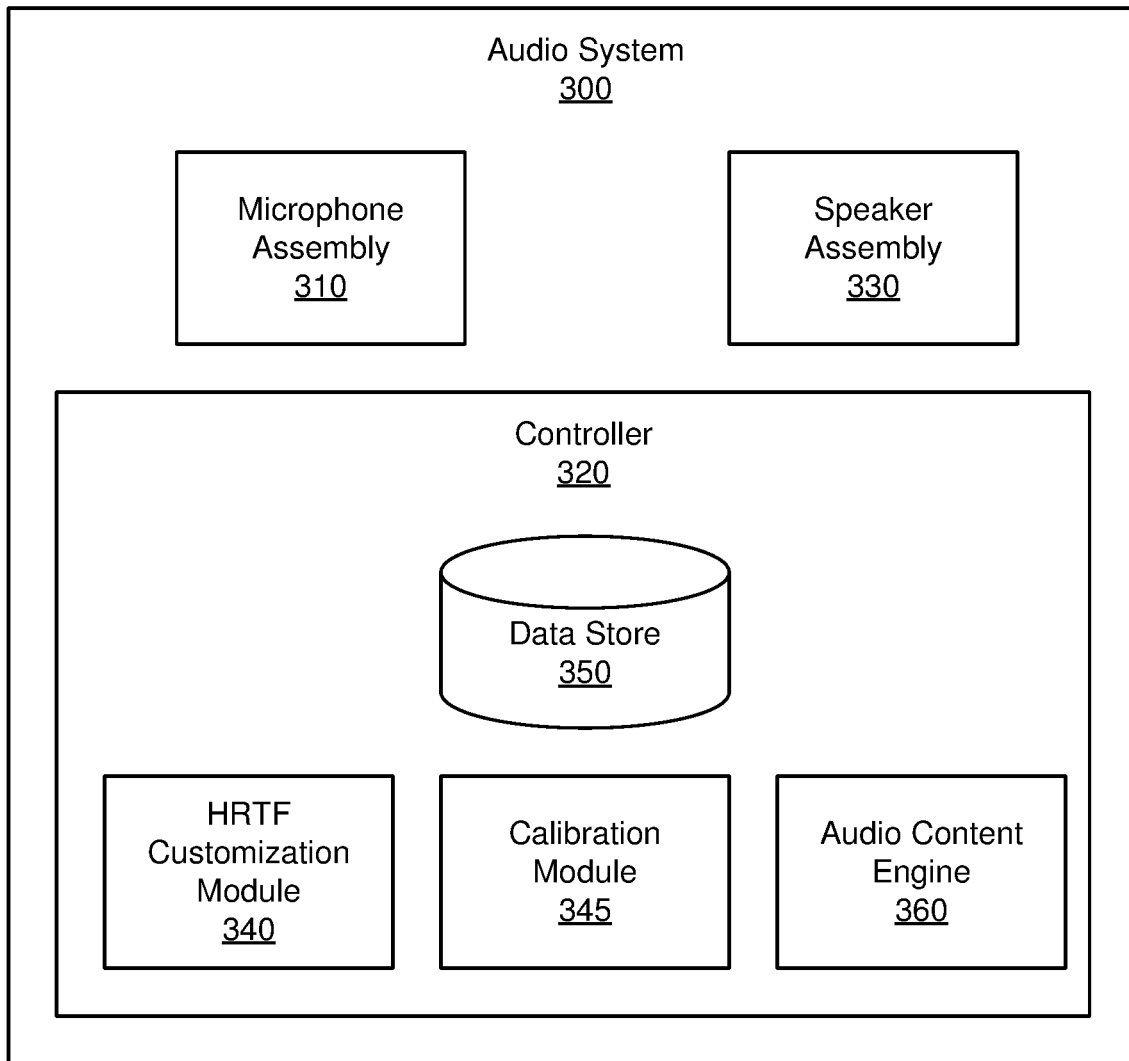 Audio System
300
Microphone
Assembly
310
Speaker
Assembly
330
Controller
320
Data Store
350
HRTF
Customization
Module
340
Calibration
Module
345
Audio Content
Engine
360